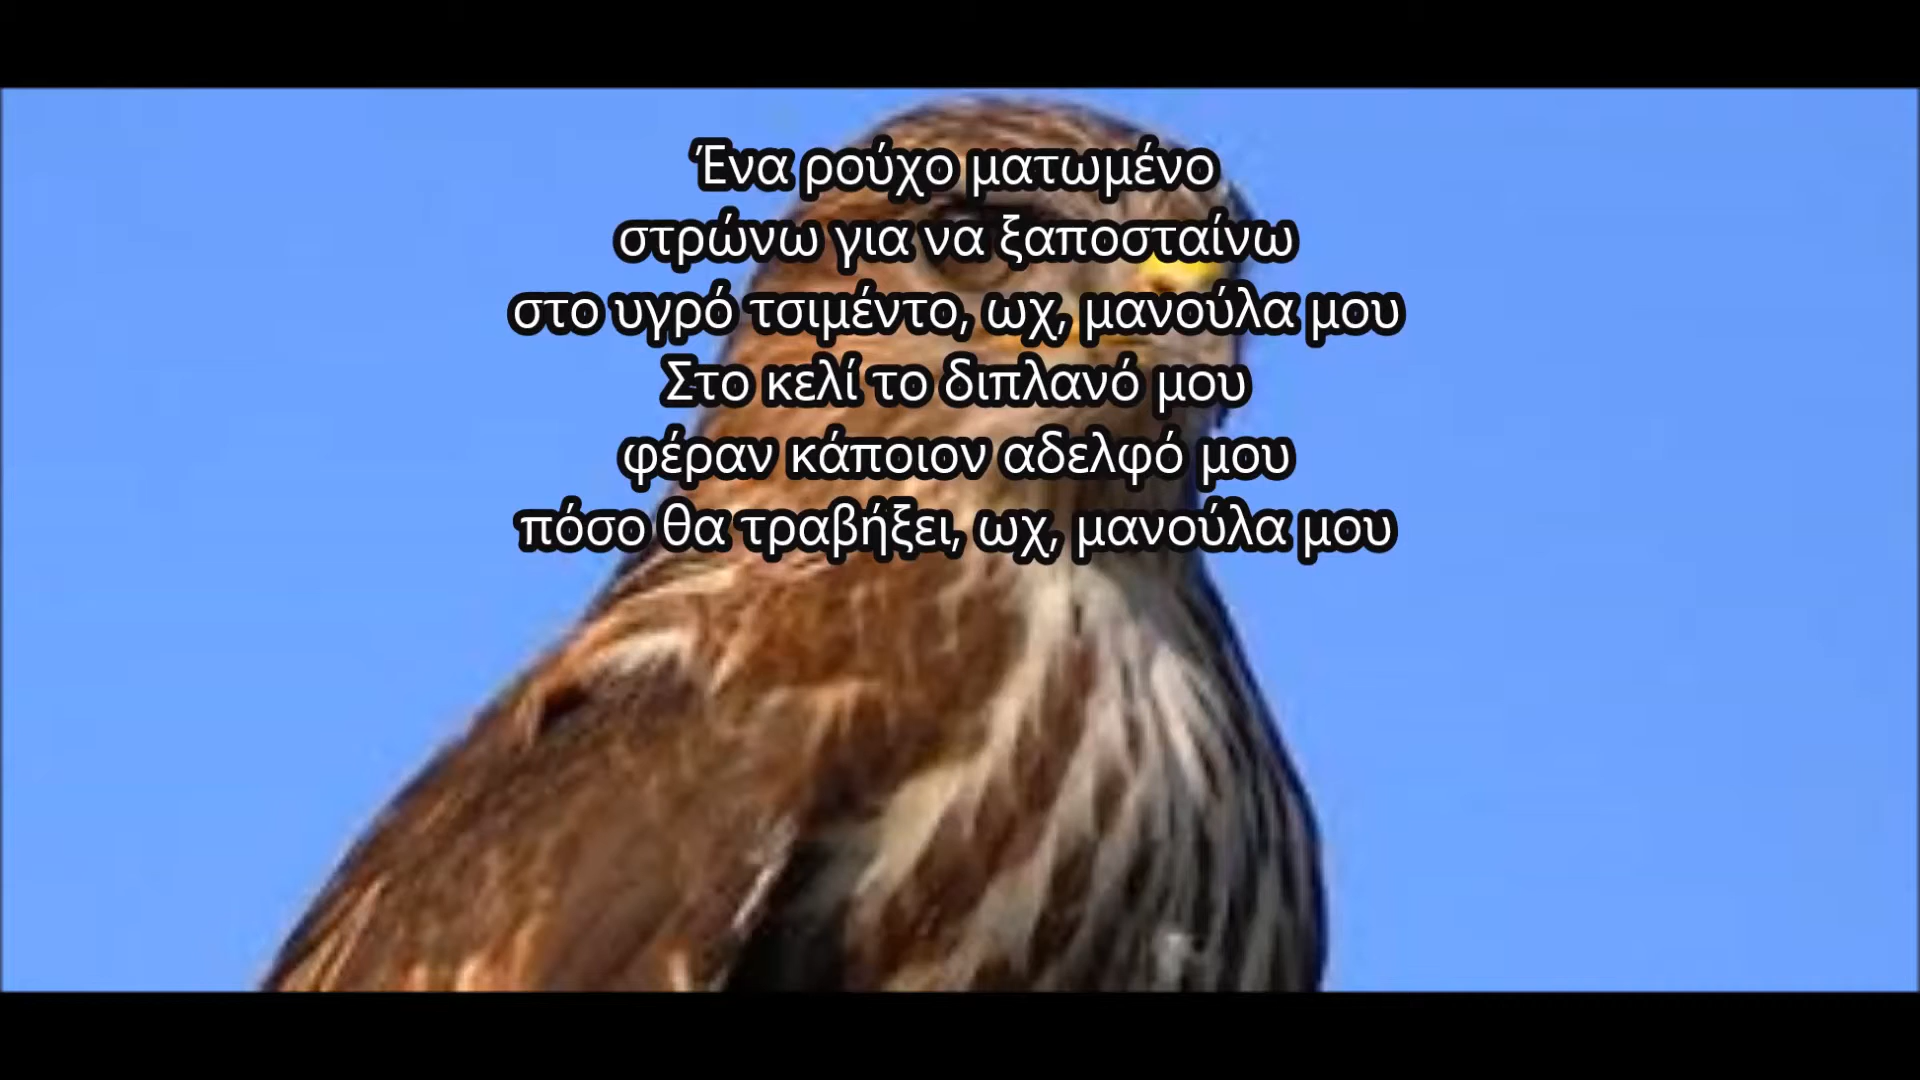 Ένα ρούχο ματωμένο
στρώνω για να ξαποσταίνω
στο υγρό τσιμέντο, ωχ, μανούλα μου
Στο κελί το διπλανό μου
φέραν κάποιον αδελφό μου
πόσο θα τραβήξει, ωχ, μανούλα μου